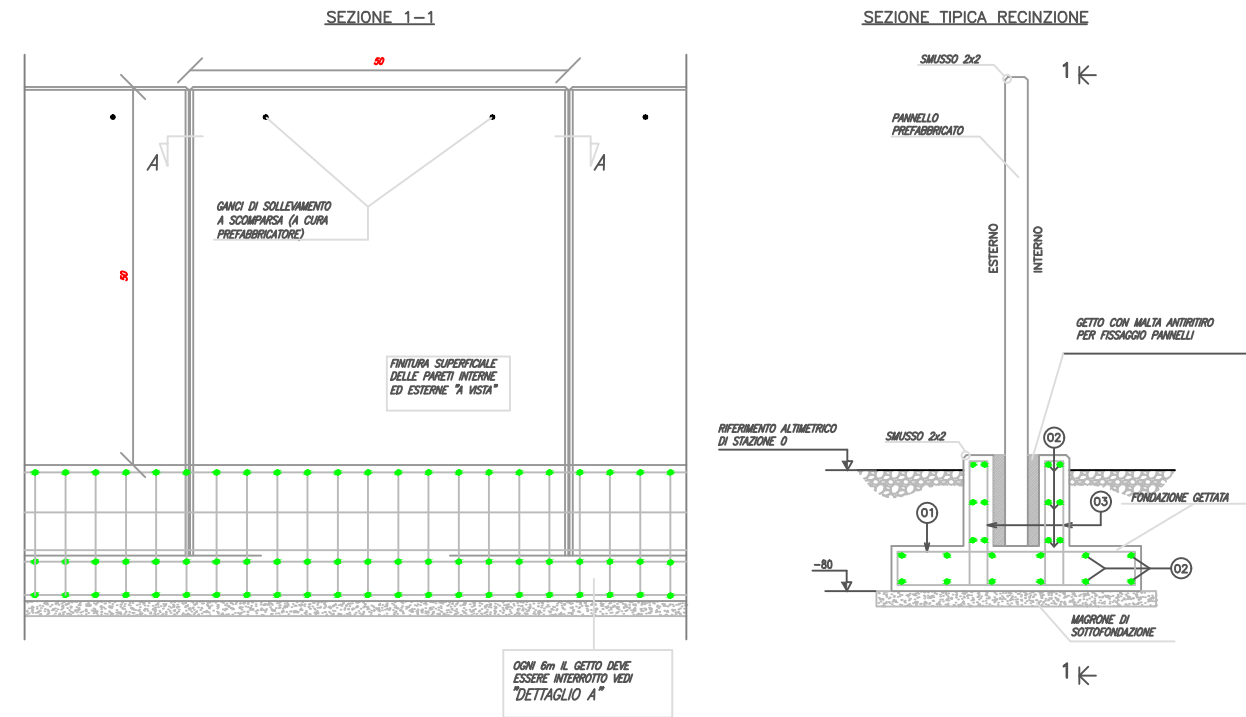 SEZIONE 1-1
50
50
A
A
GANCI DI SOLLEVAMENTO
A SCOMPARSA (A CURA
PREFABBRICATORE)
FINITURA SUPERFICIALE
DELLE PARETI INTERNE
ED ESTERNE "A VISTA"
OGNI 6m IL GETTO DEVE
ESSERE INTERROTTO VEDI
"DETTAGLIO A"
SEZIONE TIPICA RECINZIONE
SMUSSO 2x2
1
PANNELLO
PREFABBRICATO
ESTERNO
INTERNO
GETTO CON MALTA ANTIRITIRO
PER FISSAGGIO PANNELLI
RIFERIMENTO ALTIMETRICO
DI STAZIONE 0
SMUSSO 2x2
02
01
03
FONDAZIONE GETTATA
-80
02
MAGRONE DI
SOTTOFONDAZIONE
1